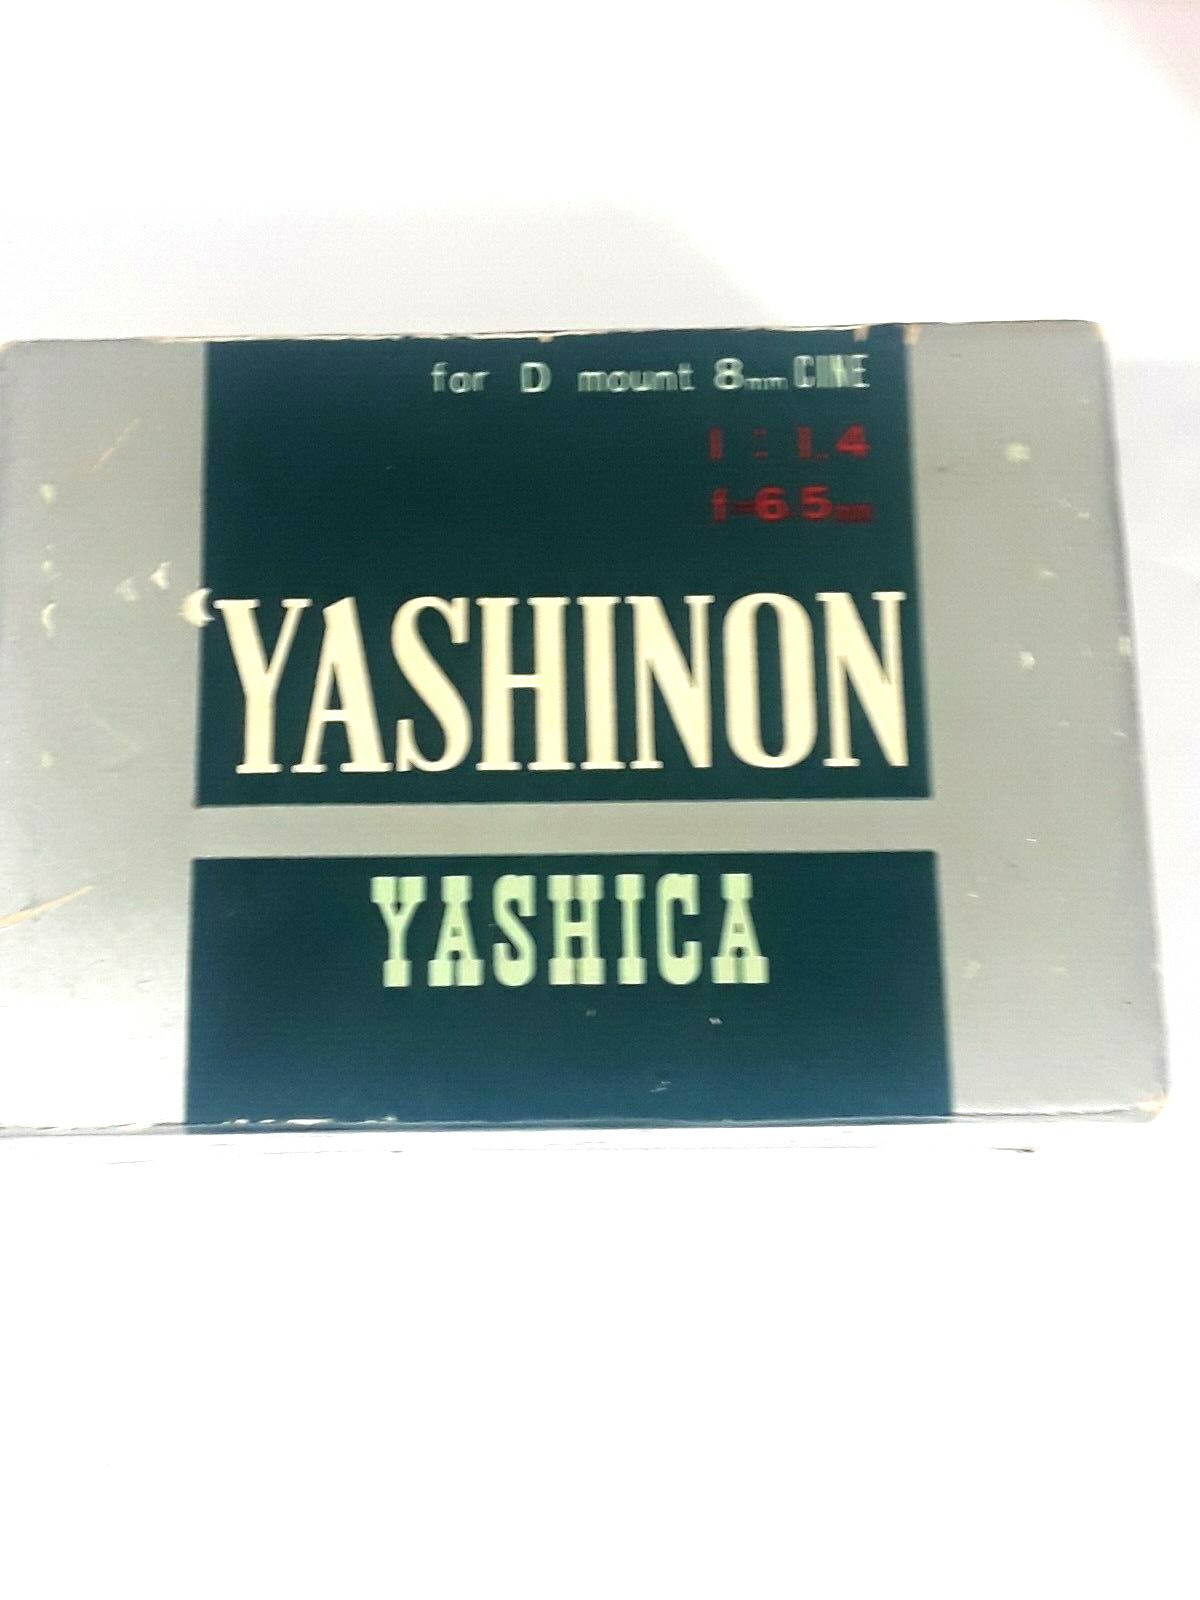 for D mount 8mm CINE
1 : 1.4
f=6.5mm
YASHINON
YASHICA